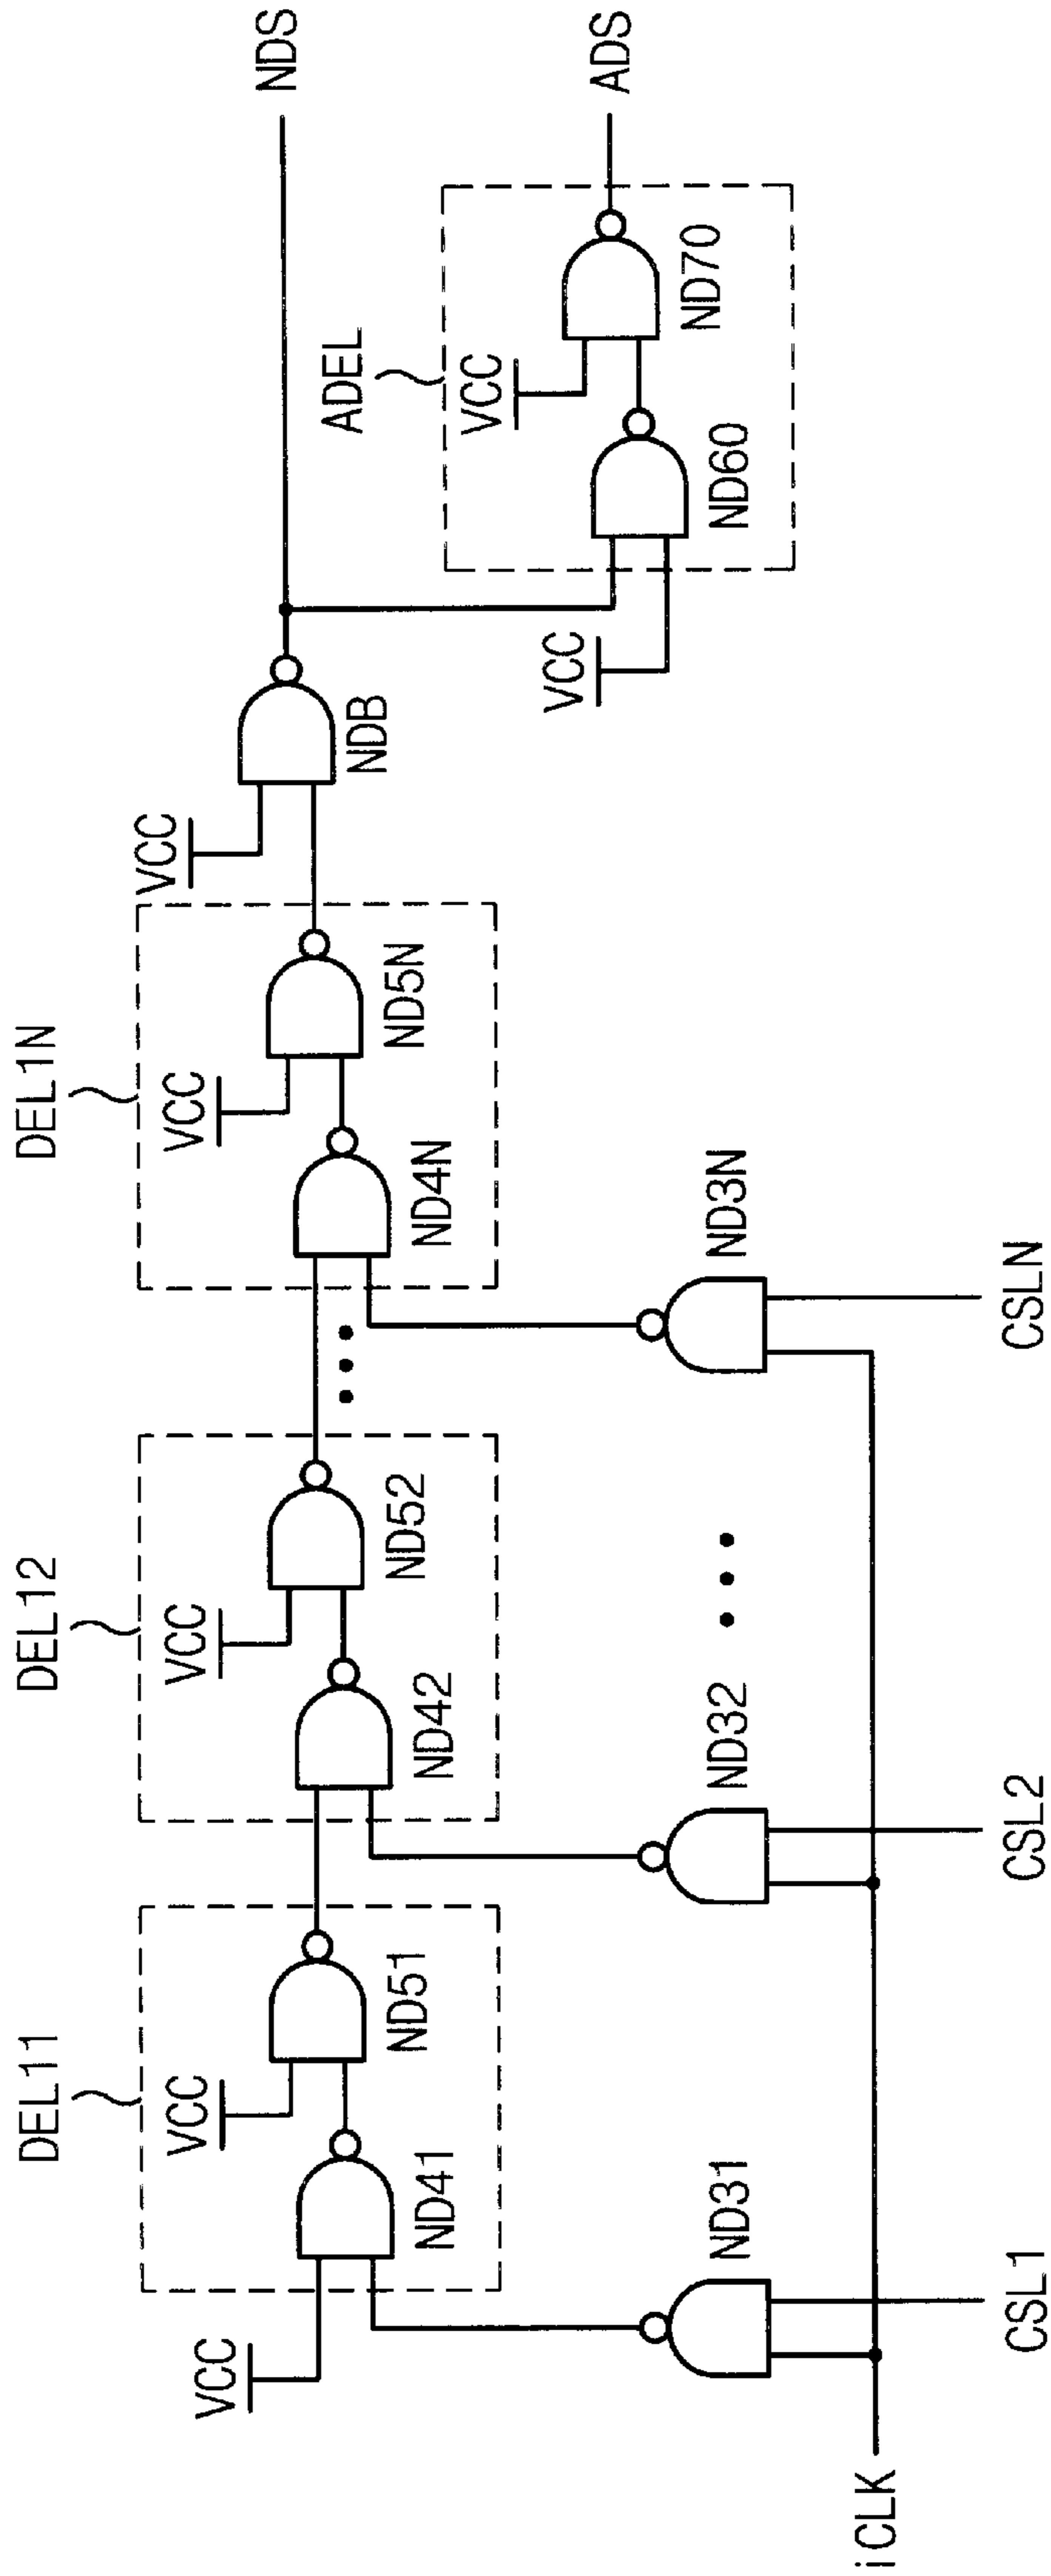 DEL11
DEL12
DEL1N
VCC
VCC
VCC
VCC
VCC
ND41
ND51
ND42
ND52
ND4N
ND5N
NDB
NDS
ADEL
VCC
VCC
ND60
ND70
ADS
ND31
ND32
ND3N
iCLK
CSL1
CSL2
CSLN